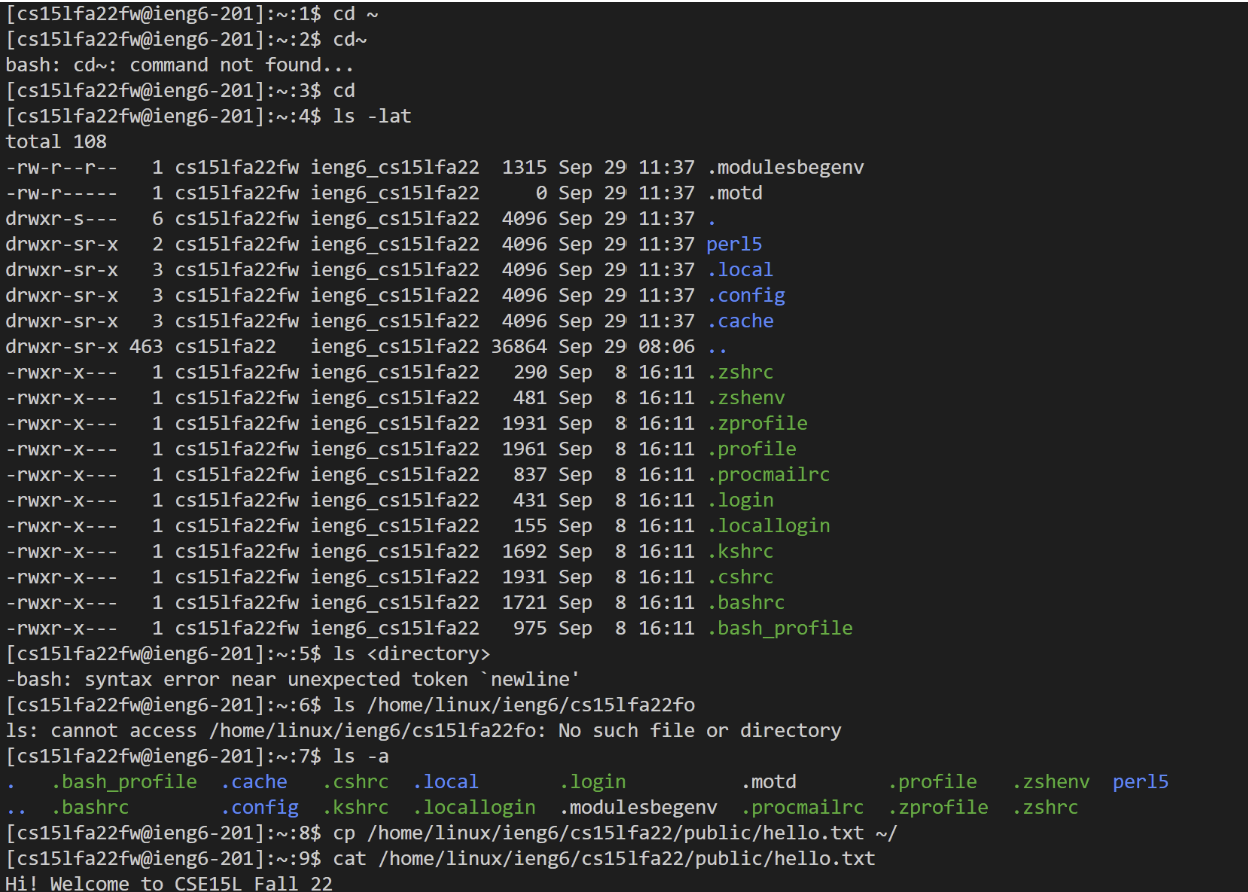 [cs15lfa22fw@ieng6-201]:~:1$ cd ~
[cs15lfa22fw@ieng6-201]:~:2$ cd~
bash: cd~: command not found...
[cs15lfa22fw@ieng6-201]:~:3$ cd
[cs15lfa22fw@ieng6-201]:~:4$ ls -lat
total 108
-rw-r--r--   1 cs15lfa22fw ieng6_cs15lfa22  1315 Sep 29 11:37 .modulesbegenv
-rw-r-----   1 cs15lfa22fw ieng6_cs15lfa22     0 Sep 29 11:37 .motd
drwxr-s---   6 cs15lfa22fw ieng6_cs15lfa22  4096 Sep 29 11:37 .
drwxr-sr-x   2 cs15lfa22fw ieng6_cs15lfa22  4096 Sep 29 11:37 perl5
drwxr-sr-x   3 cs15lfa22fw ieng6_cs15lfa22  4096 Sep 29 11:37 .local
drwxr-sr-x   3 cs15lfa22fw ieng6_cs15lfa22  4096 Sep 29 11:37 .config
drwxr-sr-x   3 cs15lfa22fw ieng6_cs15lfa22  4096 Sep 29 11:37 .cache
drwxr-sr-x 463 cs15lfa22   ieng6_cs15lfa22 36864 Sep 29 08:06 ..
-rwxr-x---   1 cs15lfa22fw ieng6_cs15lfa22   290 Sep  8 16:11 .zshrc
-rwxr-x---   1 cs15lfa22fw ieng6_cs15lfa22   481 Sep  8 16:11 .zshenv
-rwxr-x---   1 cs15lfa22fw ieng6_cs15lfa22  1931 Sep  8 16:11 .zprofile
-rwxr-x---   1 cs15lfa22fw ieng6_cs15lfa22  1961 Sep  8 16:11 .profile
-rwxr-x---   1 cs15lfa22fw ieng6_cs15lfa22   837 Sep  8 16:11 .procmailrc
-rwxr-x---   1 cs15lfa22fw ieng6_cs15lfa22   431 Sep  8 16:11 .login
-rwxr-x---   1 cs15lfa22fw ieng6_cs15lfa22   155 Sep  8 16:11 .locallogin
-rwxr-x---   1 cs15lfa22fw ieng6_cs15lfa22  1692 Sep  8 16:11 .kshrc
-rwxr-x---   1 cs15lfa22fw ieng6_cs15lfa22  1931 Sep  8 16:11 .cshrc
-rwxr-x---   1 cs15lfa22fw ieng6_cs15lfa22  1721 Sep  8 16:11 .bashrc
-rwxr-x---   1 cs15lfa22fw ieng6_cs15lfa22   975 Sep  8 16:11 .bash_profile
[cs15lfa22fw@ieng6-201]:~:5$ ls <directory>
-bash: syntax error near unexpected token `newline'
[cs15lfa22fw@ieng6-201]:~:6$ ls /home/linux/ieng6/cs15lfa22fo
ls: cannot access /home/linux/ieng6/cs15lfa22fo: No such file or directory
[cs15lfa22fw@ieng6-201]:~:7$ ls -a
.   .bash_profile  .cache   .cshrc  .local       .login          .motd        .profile   .zshenv  perl5
..  .bashrc        .config  .kshrc  .locallogin  .modulesbegenv  .procmailrc  .zprofile  .zshrc
[cs15lfa22fw@ieng6-201]:~:8$ cp /home/linux/ieng6/cs15lfa22/public/hello.txt ~/
[cs15lfa22fw@ieng6-201]:~:9$ cat /home/linux/ieng6/cs15lfa22/public/hello.txt
Hi! Welcome to CSE15L Fall 22